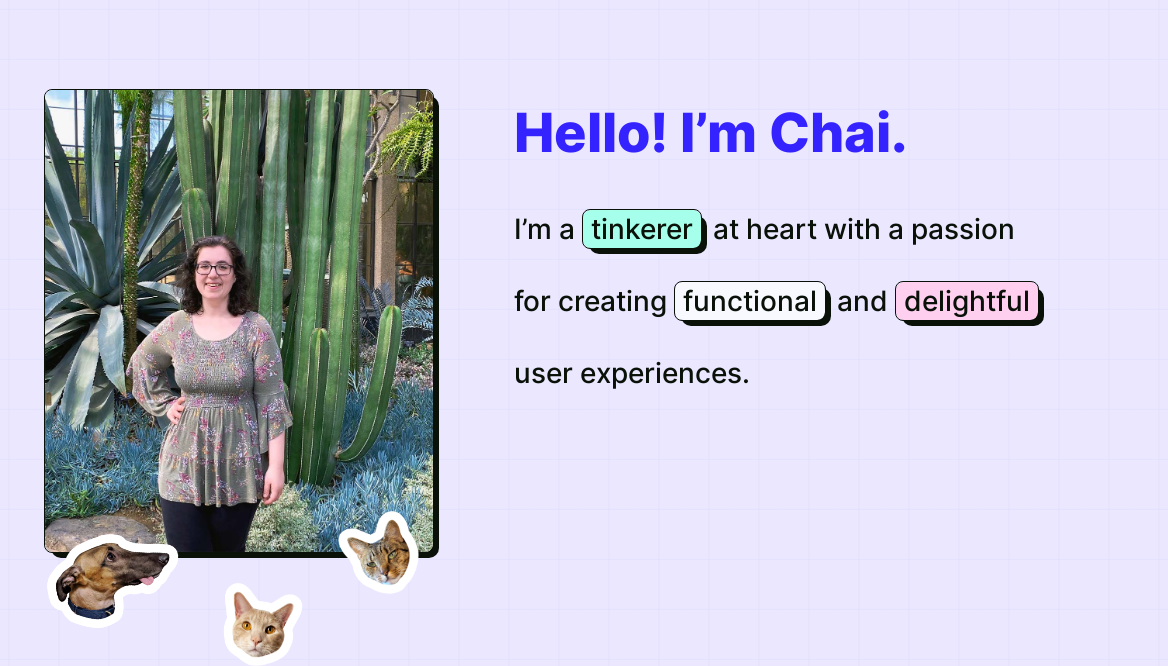 Hello! I’m Chai.
I’m a tinkerer at heart with a passion
for creating functional and delightful
user experiences.